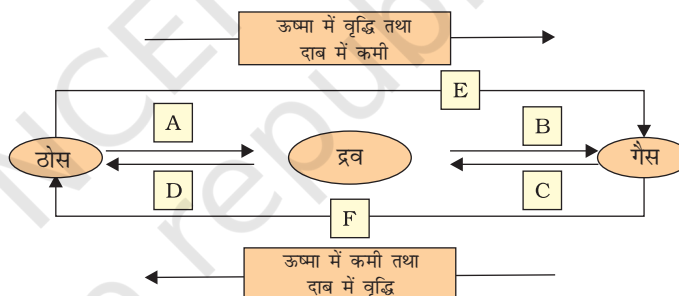 ऊष्मा में वृद्धि तथा
दाब में कमी
E
A
B
ठोस
द्रव
गैस
D
C
F
ऊष्मा में कमी तथा
दाब में वृद्धि